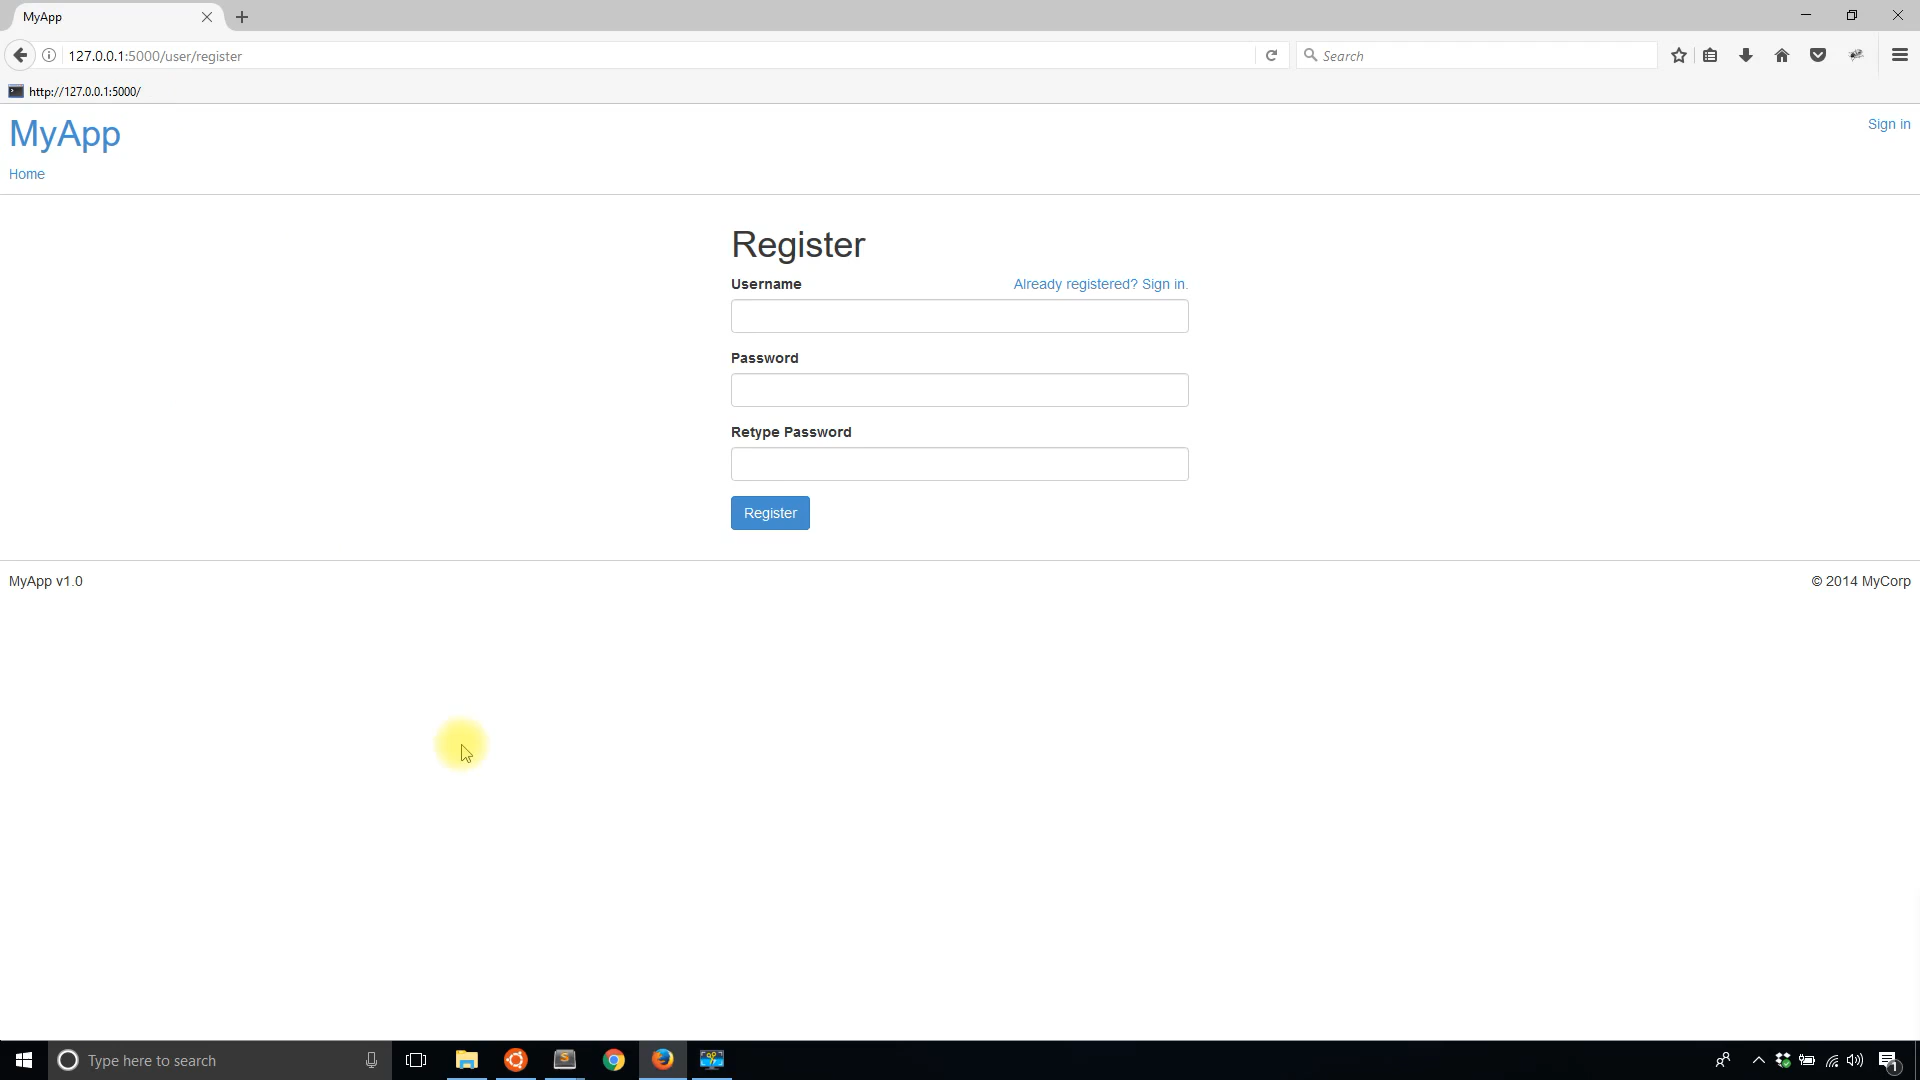 MyApp
127.0.0.1:5000/user/register
Search
http://127.0.0.1:5000/
MyApp
Sign in
Home
Register
Username
Already registered? Sign in.
Password
Retype Password
Register
MyApp v1.0
© 2014 MyCorp
Type here to search
S
1